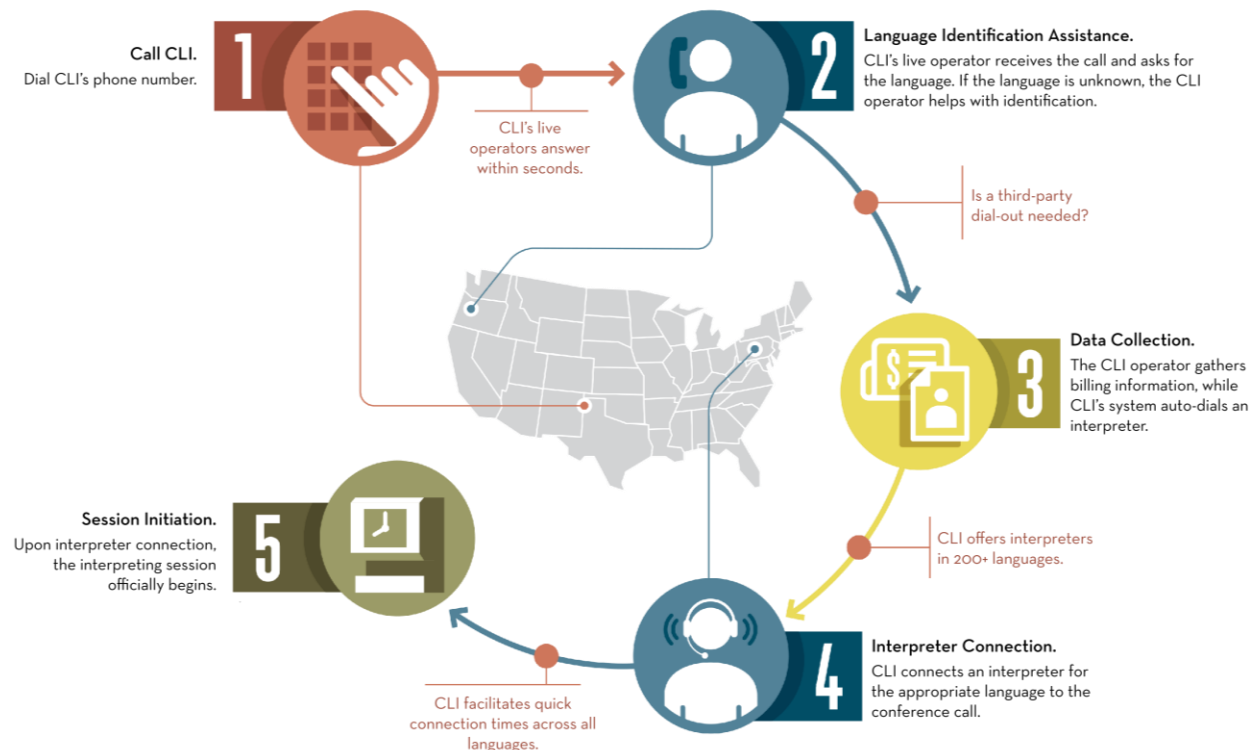 1
Call CLI.
Dial CLI's phone number.
CLI's live
operators answer
within seconds.
2
Language Identification Assistance.
CLI's live operator receives the call and asks for
the language. If the language is unknown, the CLI
operator helps with identification.
Is a third-party
dial-out needed?
3
Data Collection.
The CLI operator gathers
billing information, while
CLI's system auto-dials an
interpreter.
$
CLI offers interpreters
in 200+ languages.
4
Interpreter Connection.
CLI connects an interpreter for
the appropriate language to the
conference call.
CLI facilitates quick
connection times across all
languages.
5
Session Initiation.
Upon interpreter connection,
the interpreting session
officially begins.